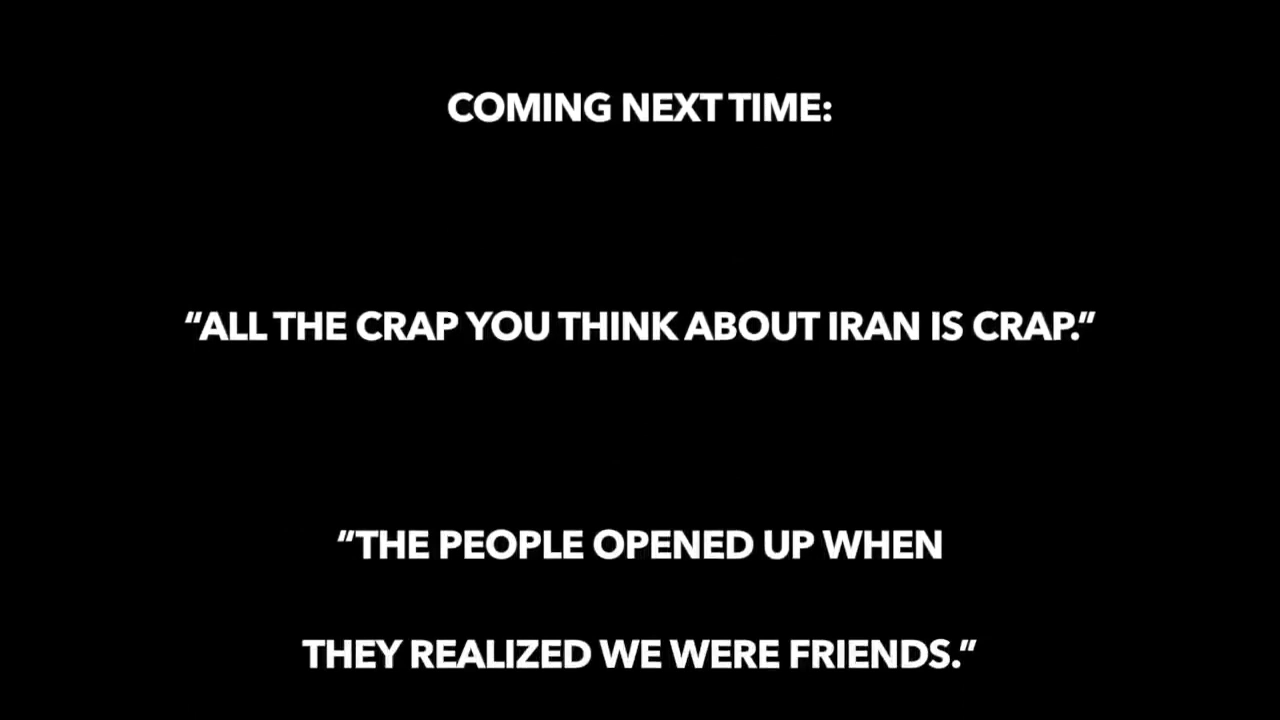 COMING NEXT TIME:
“ALL THE CRAP YOU THINK ABOUT IRAN IS CRAP.”
“THE PEOPLE OPENED UP WHEN
THEY REALIZED WE WERE FRIENDS.”